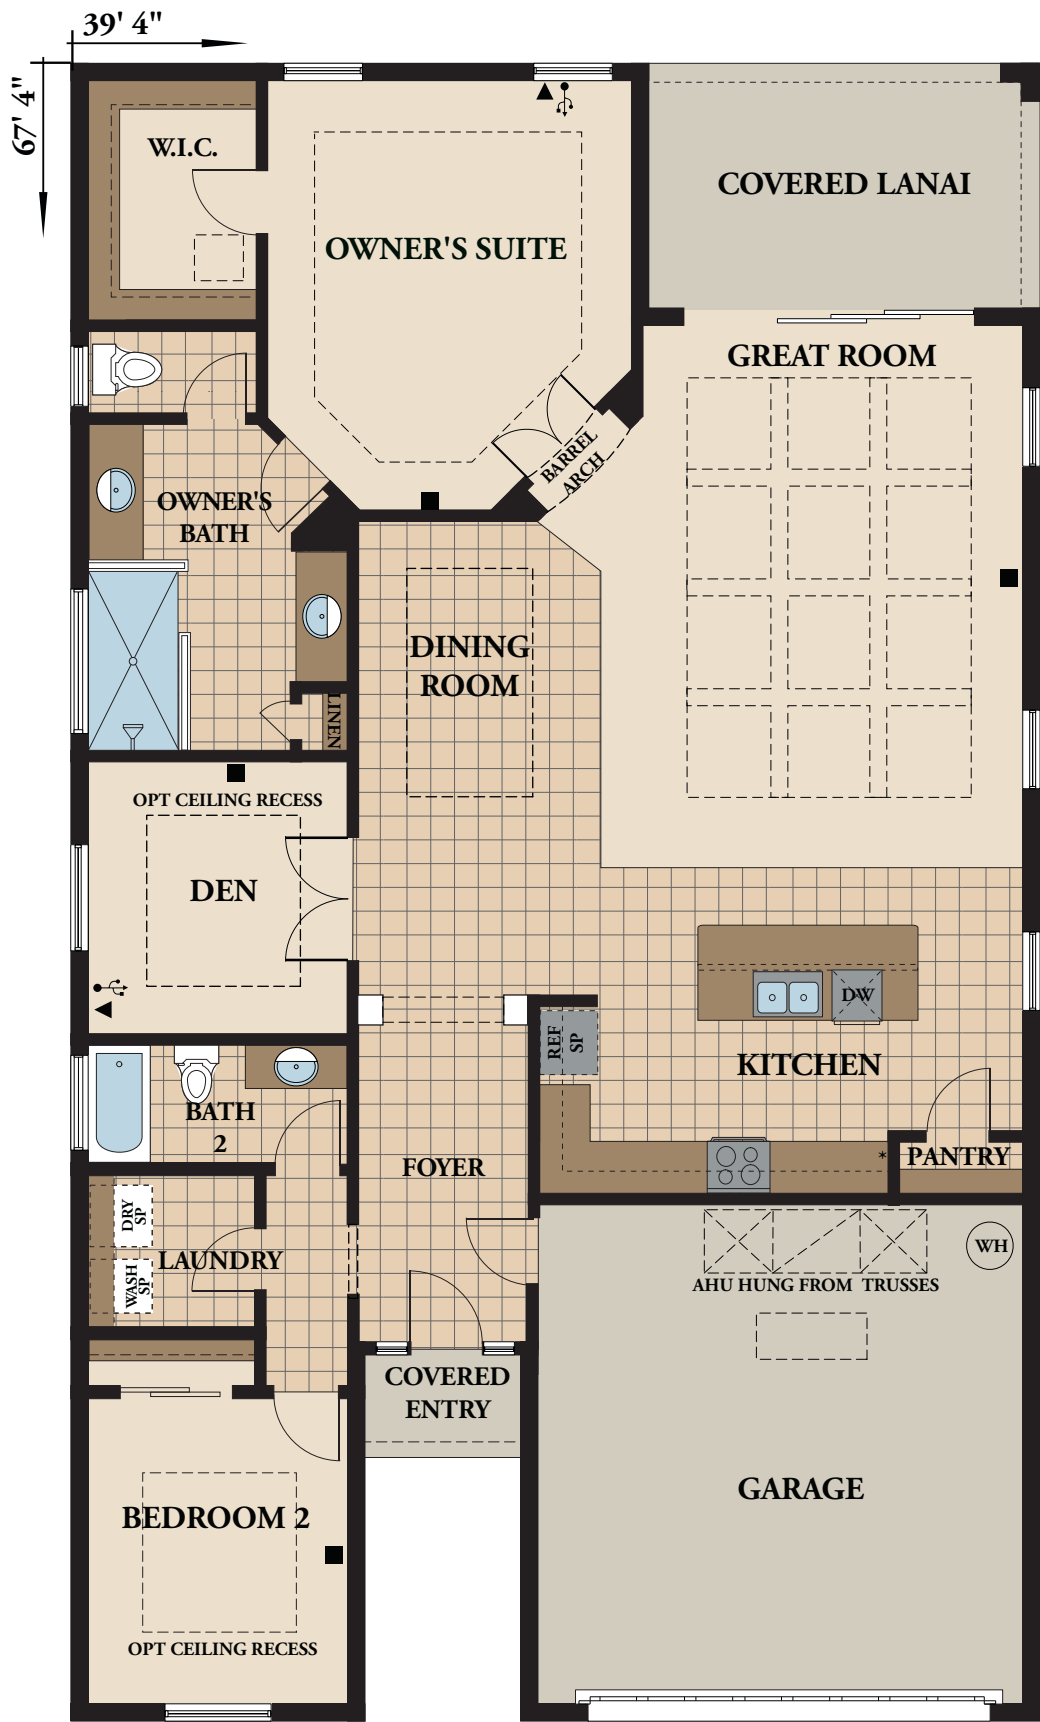 39' 4"
67' 4"
W.I.C.
COVERED LANAI
OWNER'S SUITE
GREAT ROOM
BARREL
ARCH
OWNER'S
BATH
DINING
ROOM
LINEN
OPT CEILING RECESS
DEN
DW
REF
SP
KITCHEN
BATH
2
FOYER
* PANTRY
DRY
SP
LAUNDRY
WASH
SP
WH
AHU HUNG FROM TRUSSES
COVERED
ENTRY
GARAGE
BEDROOM 2
OPT CEILING RECESS